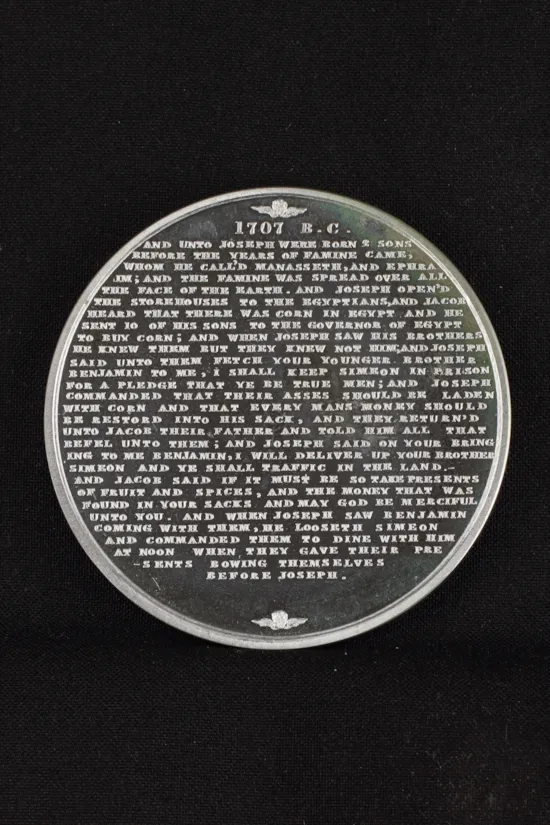 1707 B.C.
AND UNTO JOSEPH WERE BORN 2 SONS
BEFORE THE YEARS OF FAMINE CAME,
WHOM HE CALL'D MANASSETH, AND EPHRA
IM; AND THE FAMINE WAS SPREAD OVER ALL
THE FACE OF THE EARTH. AND JOSEPH OPEN'D
THE STOREHOUSES TO THE EGYPTIANS, AND JACOB
HEARD THAT THERE WAS CORN IN EGYPT AND HE
SENT 10 OF HIS SONS TO THE GOVERNOR OF EGYPT
TO BUY CORN; AND WHEN JOSEPH SAW HIS BROTHERS
HE KNEW THEM BUT THEY KNEW NOT HIM, AND JOSEPH
SAID UNTO THEM FETCH YOUR YOUNGER BROTHER
BENJAMIN TO ME, I SHALL KEEP SIMEON IN PRISON
FOR A PLEDGE THAT YE BE TRUE MEN; AND JOSEPH
COMMANDED THAT THEIR ASSES SHOULD BE LADEN
WITH CORN AND THAT EVERY MANS MONEY SHOULD
BE RESTORD INTO HIS SACK, AND THEY RETURN'D
UNTO JACOB THEIR FATHER AND TOLD HIM ALL THAT
BEFEL UNTO THEM; AND JOSEPH SAID ON YOUR BRING
ING TO ME BENJAMIN, I WILL DELIVER UP YOUR BROTHER
SIMEON AND YE SHALL TRAFFIC IN THE LAND.-
AND JACOB SAID IF IT MUST BE SO TAKE PRESENTS
OF FRUIT AND SPICES, AND THE MONEY THAT WAS
FOUND IN YOUR SACKS AND MAY GOD BE MERCIFUL
UNTO YOU. AND WHEN JOSEPH SAW BENJAMIN
COMING WITH THEM, HE LOOSETH SIMEON
AND COMMANDED THEM TO DINE WITH HIM
AT NOON WHEN THEY GAVE THEIR PRE
-SENTS BOWING THEMSELVES
BEFORE JOSEPH.